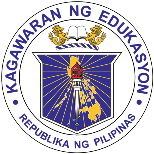 KAGAWARAN NG EDUKASYON
REPUBLIKA NG PILIPINAS